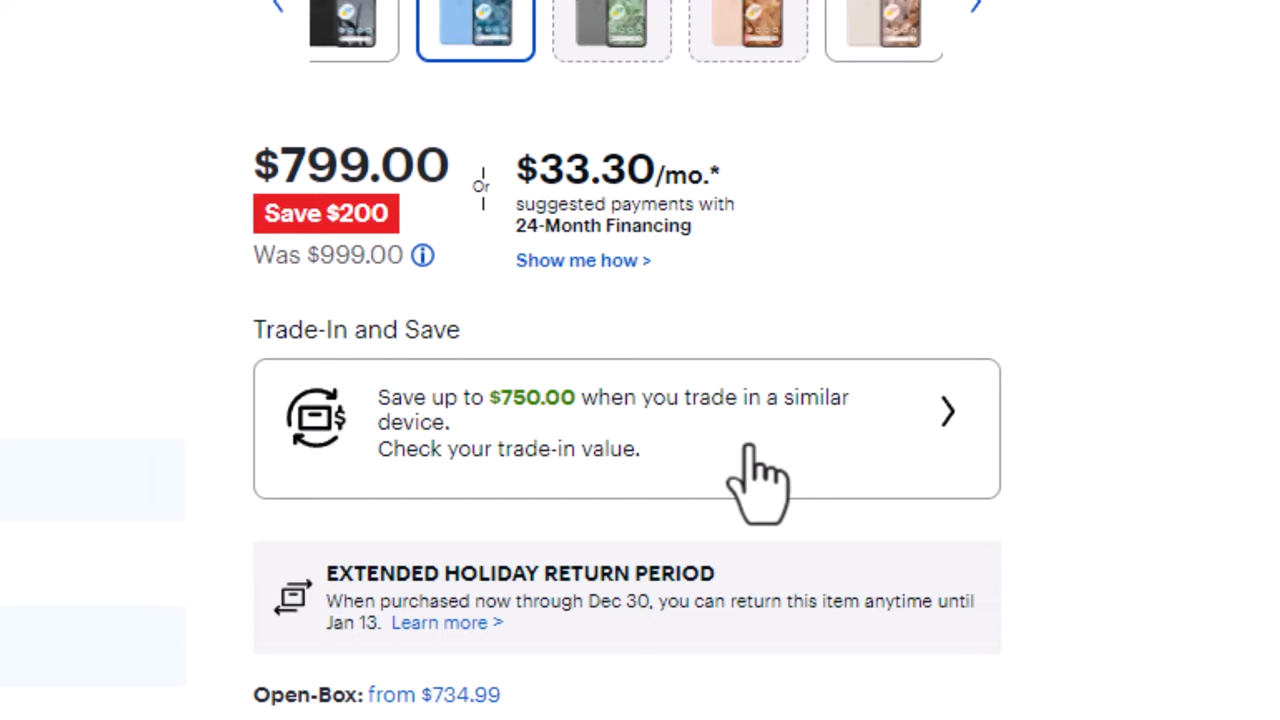 $799.00
Save $200
Was $999.00
Or
$33.30/mo.*
suggested payments with
24-Month Financing
Show me how >
Trade-In and Save
Save up to $750.00 when you trade in a similar
device.
Check your trade-in value.
EXTENDED HOLIDAY RETURN PERIOD
When purchased now through Dec 30, you can return this item anytime until
Jan 13. Learn more >
Open-Box: from $734.99